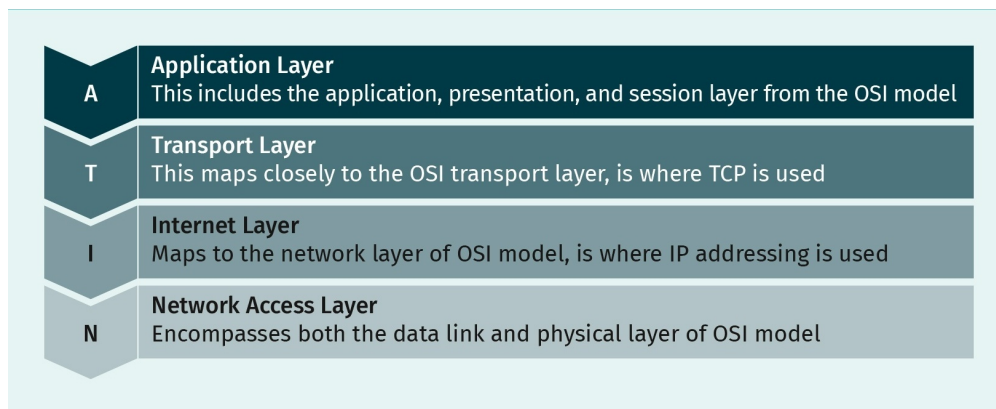 A
Application Layer
This includes the application, presentation, and session layer from the OSI model
T
Transport Layer
This maps closely to the OSI transport layer, is where TCP is used
I
Internet Layer
Maps to the network layer of OSI model, is where IP addressing is used
N
Network Access Layer
Encompasses both the data link and physical layer of OSI model